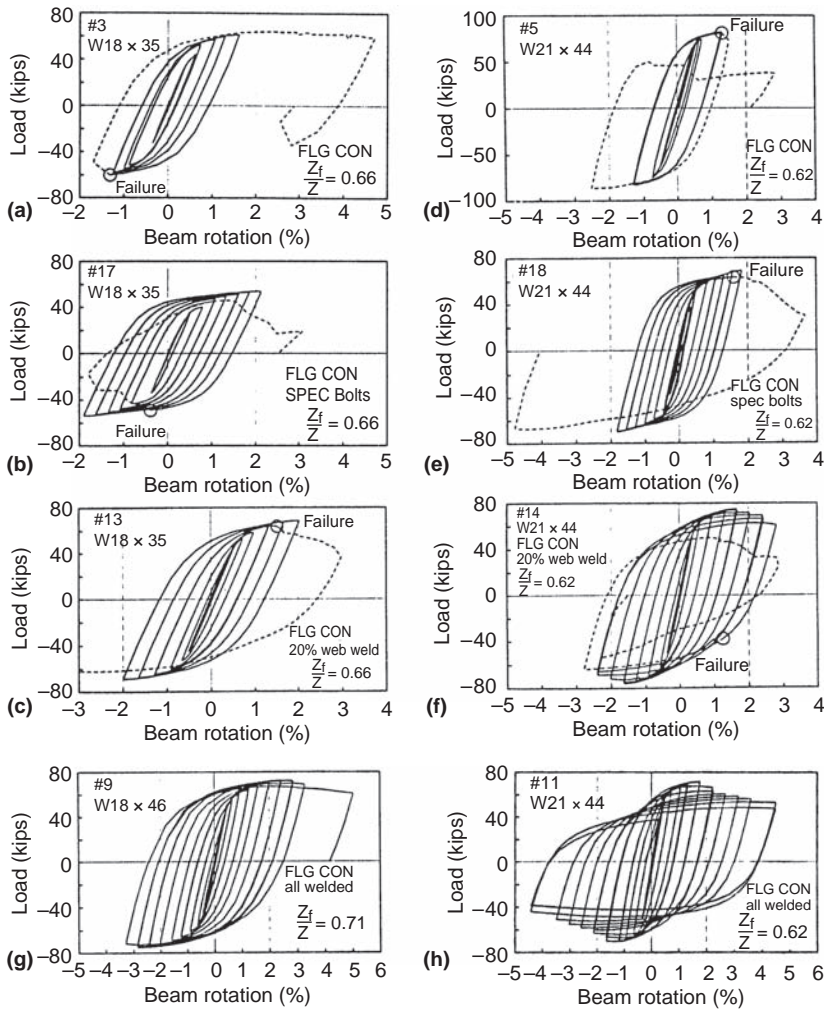 #3
W18 × 35
FLG CON
Zf/Z = 0.66
Failure
Load (kips)
80
60
40
0
−40
−60
−80
−2 −1 0 1 2 3 4 5
Beam rotation (%)
(a)
#5
W21 × 44
Failure
FLG CON
Zf/Z = 0.62
Load (kips)
100
50
0
−50
−100
−5 −4 −3 −2 −1 0 1 2 3 4 5
Beam rotation (%)
(d)
#17
W18 × 35
FLG CON
SPEC Bolts
Zf/Z = 0.66
Failure
Load (kips)
80
40
0
−40
−80
−2 −1 0 1 2 3 4 5
Beam rotation (%)
(b)
#18
W21 × 44
Failure
FLG CON
spec bolts
Zf/Z = 0.62
Load (kips)
80
40
0
−40
−80
−5 −4 −3 −2 −1 0 1 2 3 4 5
Beam rotation (%)
(e)
#13
W18 × 35
Failure
FLG CON
20% web weld
Zf/Z = 0.66
Load (kips)
80
40
0
−40
−80
−3 −2 −1 0 1 2 3 4
Beam rotation (%)
(c)
#14
W21 × 44
FLG CON
20% web weld
Zf/Z = 0.62
Failure
Load (kips)
80
40
0
−40
−80
−5 −4 −3 −2 −1 0 1 2 3 4 5
Beam rotation (%)
(f)
#9
W18 × 46
FLG CON
all welded
Zf/Z = 0.71
Load (kips)
80
40
0
−40
−80
−5 −4 −3 −2 −1 0 1 2 3 4 5 6
Beam rotation (%)
(g)
#11
W21 × 44
FLG CON
all welded
Zf/Z = 0.62
Load (kips)
80
40
0
−40
−80
−5 −4 −3 −2 −1 0 1 2 3 4 5 6
Beam rotation (%)
(h)